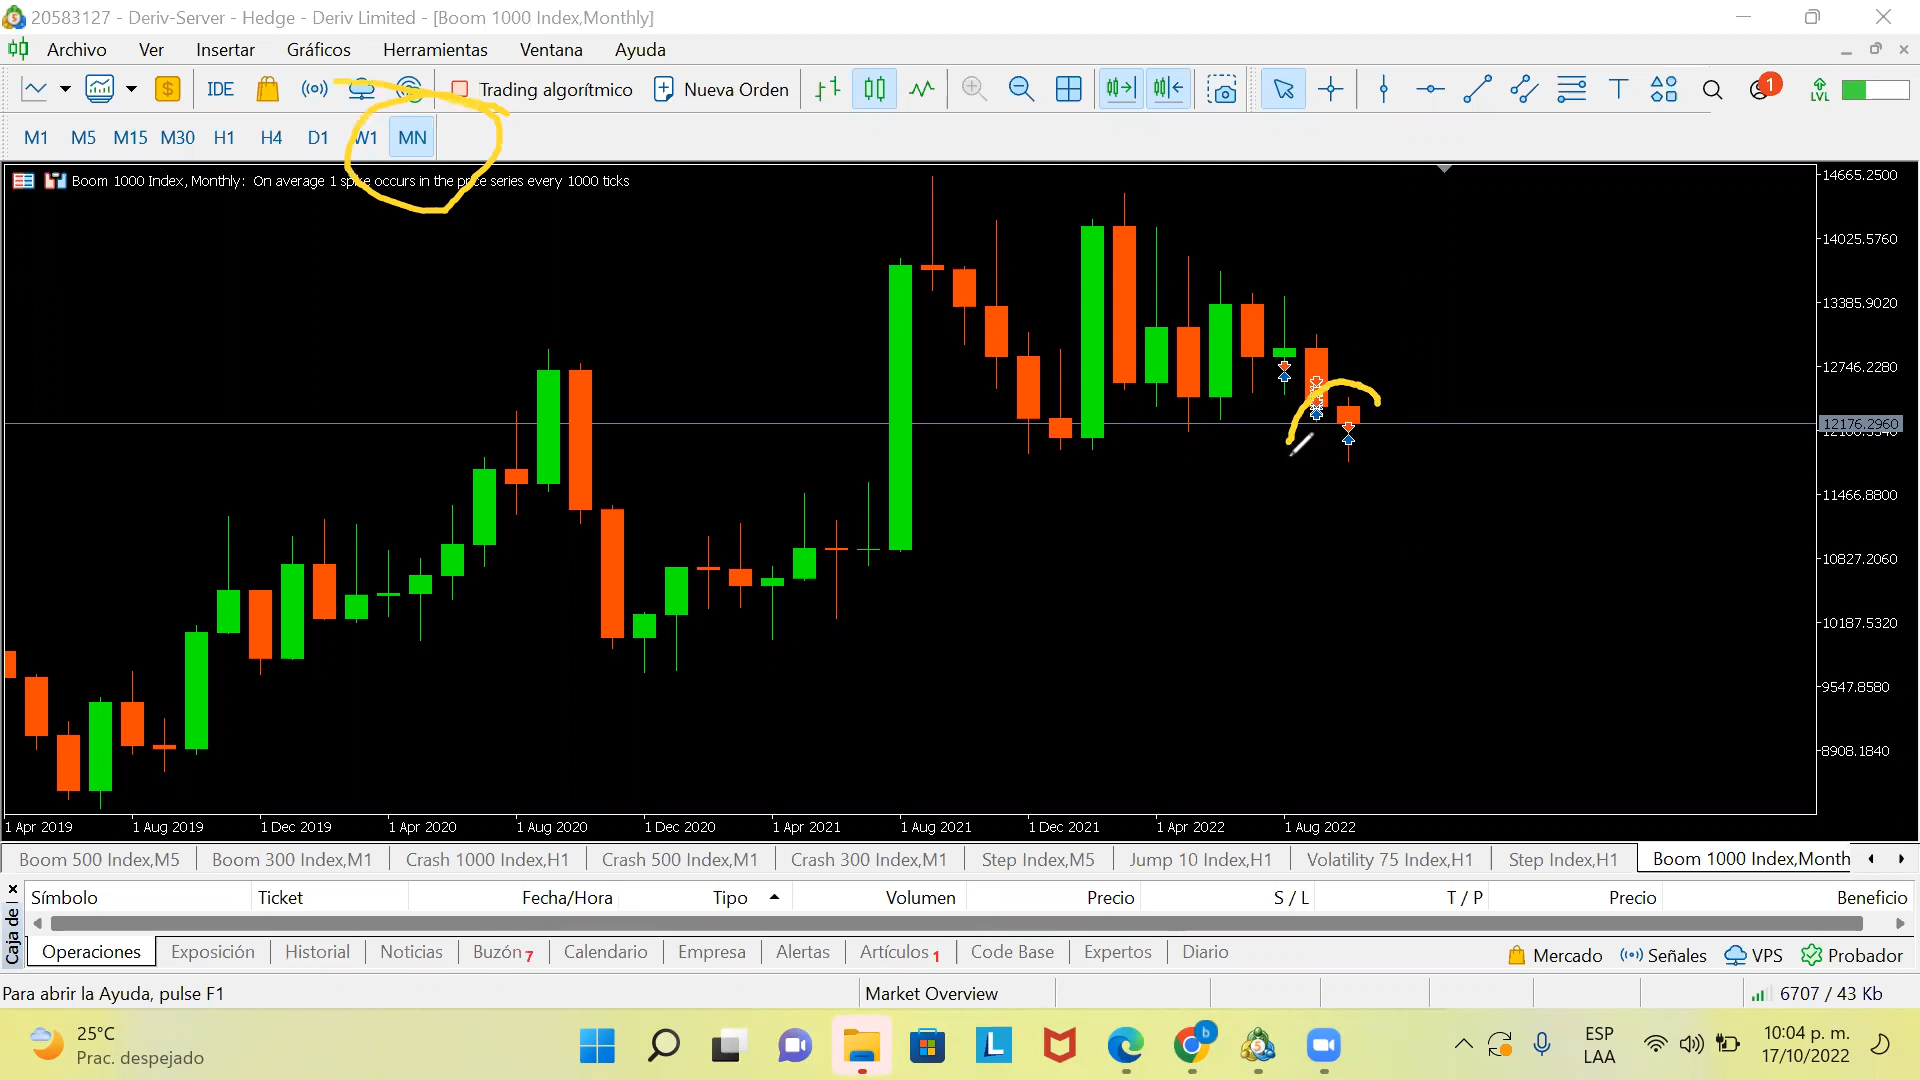 20583127 - Deriv-Server - Hedge - Deriv Limited - [Boom 1000 Index,Monthly]
Archivo Ver Insertar Gráficos Herramientas Ventana Ayuda
IDE Trading algorítmico Nueva Orden T 1 LVL
M1 M5 M15 M30 H1 H4 D1 W1 MN
Boom 1000 Index, Monthly: On average 1 spike occurs in the price series every 1000 ticks
14665.2500
14025.5760
13385.9020
12746.2280
12176.2960
11466.8800
10827.2060
10187.5320
9547.8580
8908.1840
1 Apr 2019 1 Aug 2019 1 Dec 2019 1 Apr 2020 1 Aug 2020 1 Dec 2020 1 Apr 2021 1 Aug 2021 1 Dec 2021 1 Apr 2022 1 Aug 2022
Boom 500 Index,M5 Boom 300 Index,M1 Crash 1000 Index,H1 Crash 500 Index,M1 Crash 300 Index,M1 Step Index,M5 Jump 10 Index,H1 Volatility 75 Index,H1 Step Index,H1 Boom 1000 Index,Month
Símbolo Ticket Fecha/Hora Tipo Volumen Precio S / L T / P Precio Beneficio
Caja de
Operaciones Exposición Historial Noticias Buzón 7 Calendario Empresa Alertas Artículos 1 Code Base Expertos Diario Mercado Señales VPS Probador
Para abrir la Ayuda, pulse F1 Market Overview 6707 / 43 Kb
25°C
Prac. despejado
ESP
LAA
10:04 p. m.
17/10/2022